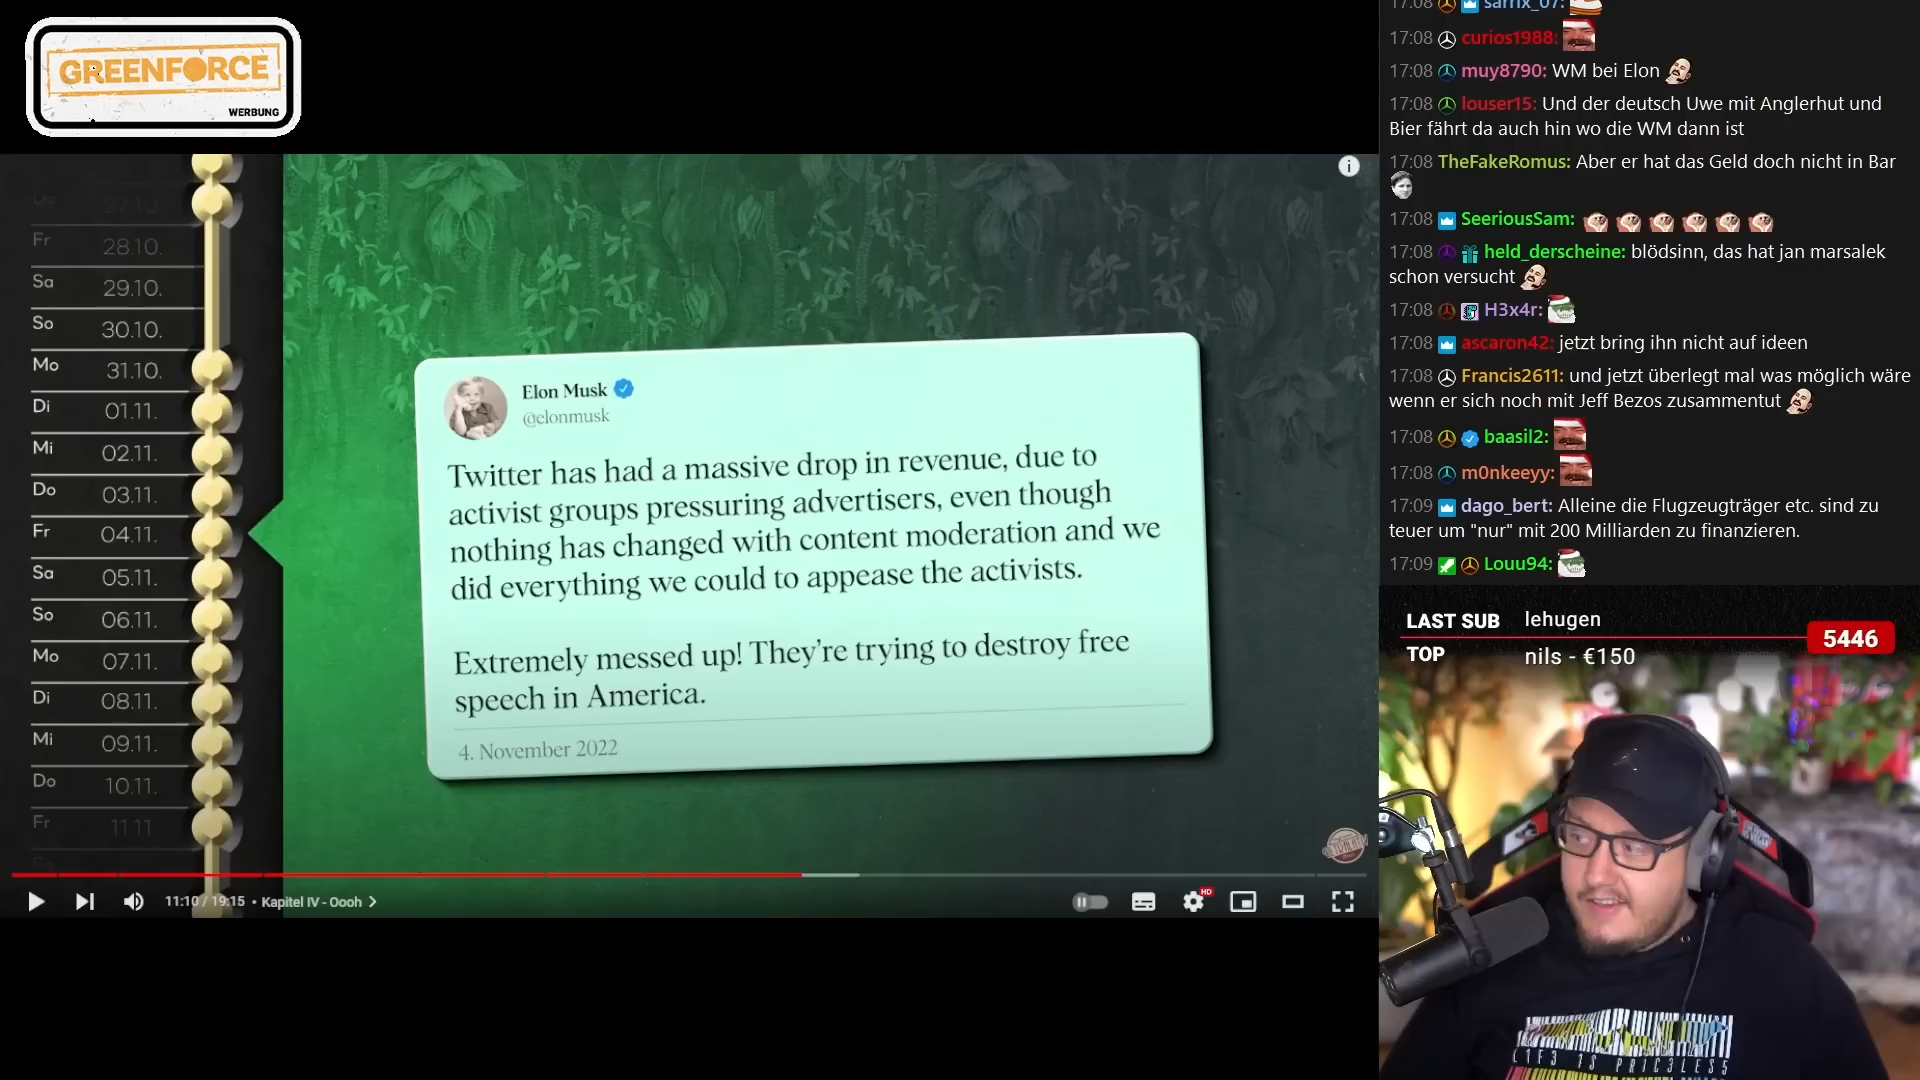 GREENFORCE
WERBUNG
Do 27.10.
Fr 28.10.
Sa 29.10.
So 30.10.
Mo 31.10.
Di 01.11.
Mi 02.11.
Do 03.11.
Fr 04.11.
Sa 05.11.
So 06.11.
Mo 07.11.
Di 08.11.
Mi 09.11.
Do 10.11.
Fr 11.11.
Sa
Elon Musk
@elonmusk
Twitter has had a massive drop in revenue, due to
activist groups pressuring advertisers, even though
nothing has changed with content moderation and we
did everything we could to appease the activists.
Extremely messed up! They’re trying to destroy free
speech in America.
4. November 2022
11:10 / 19:15 • Kapitel IV - Oooh
HD
17:08 sarrix_07:
17:08 curios1988:
17:08 muy8790: WM bei Elon
17:08 louser15: Und der deutsch Uwe mit Anglerhut und
Bier fährt da auch hin wo die WM dann ist
17:08 TheFakeRomus: Aber er hat das Geld doch nicht in Bar
17:08 SeeriousSam:
17:08 held_derscheine: blödsinn, das hat jan marsalek
schon versucht
17:08 H3x4r:
17:08 ascaron42: jetzt bring ihn nicht auf ideen
17:08 Francis2611: und jetzt überlegt mal was möglich wäre
wenn er sich noch mit Jeff Bezos zusammentut
17:08 baasil2:
17:08 m0nkeeyy:
17:09 dago_bert: Alleine die Flugzeugträger etc. sind zu
teuer um "nur" mit 200 Milliarden zu finanzieren.
17:09 Louu94:
LAST SUB lehugen
5446
TOP nils - €150
L1F3 1S PR1C3LE55